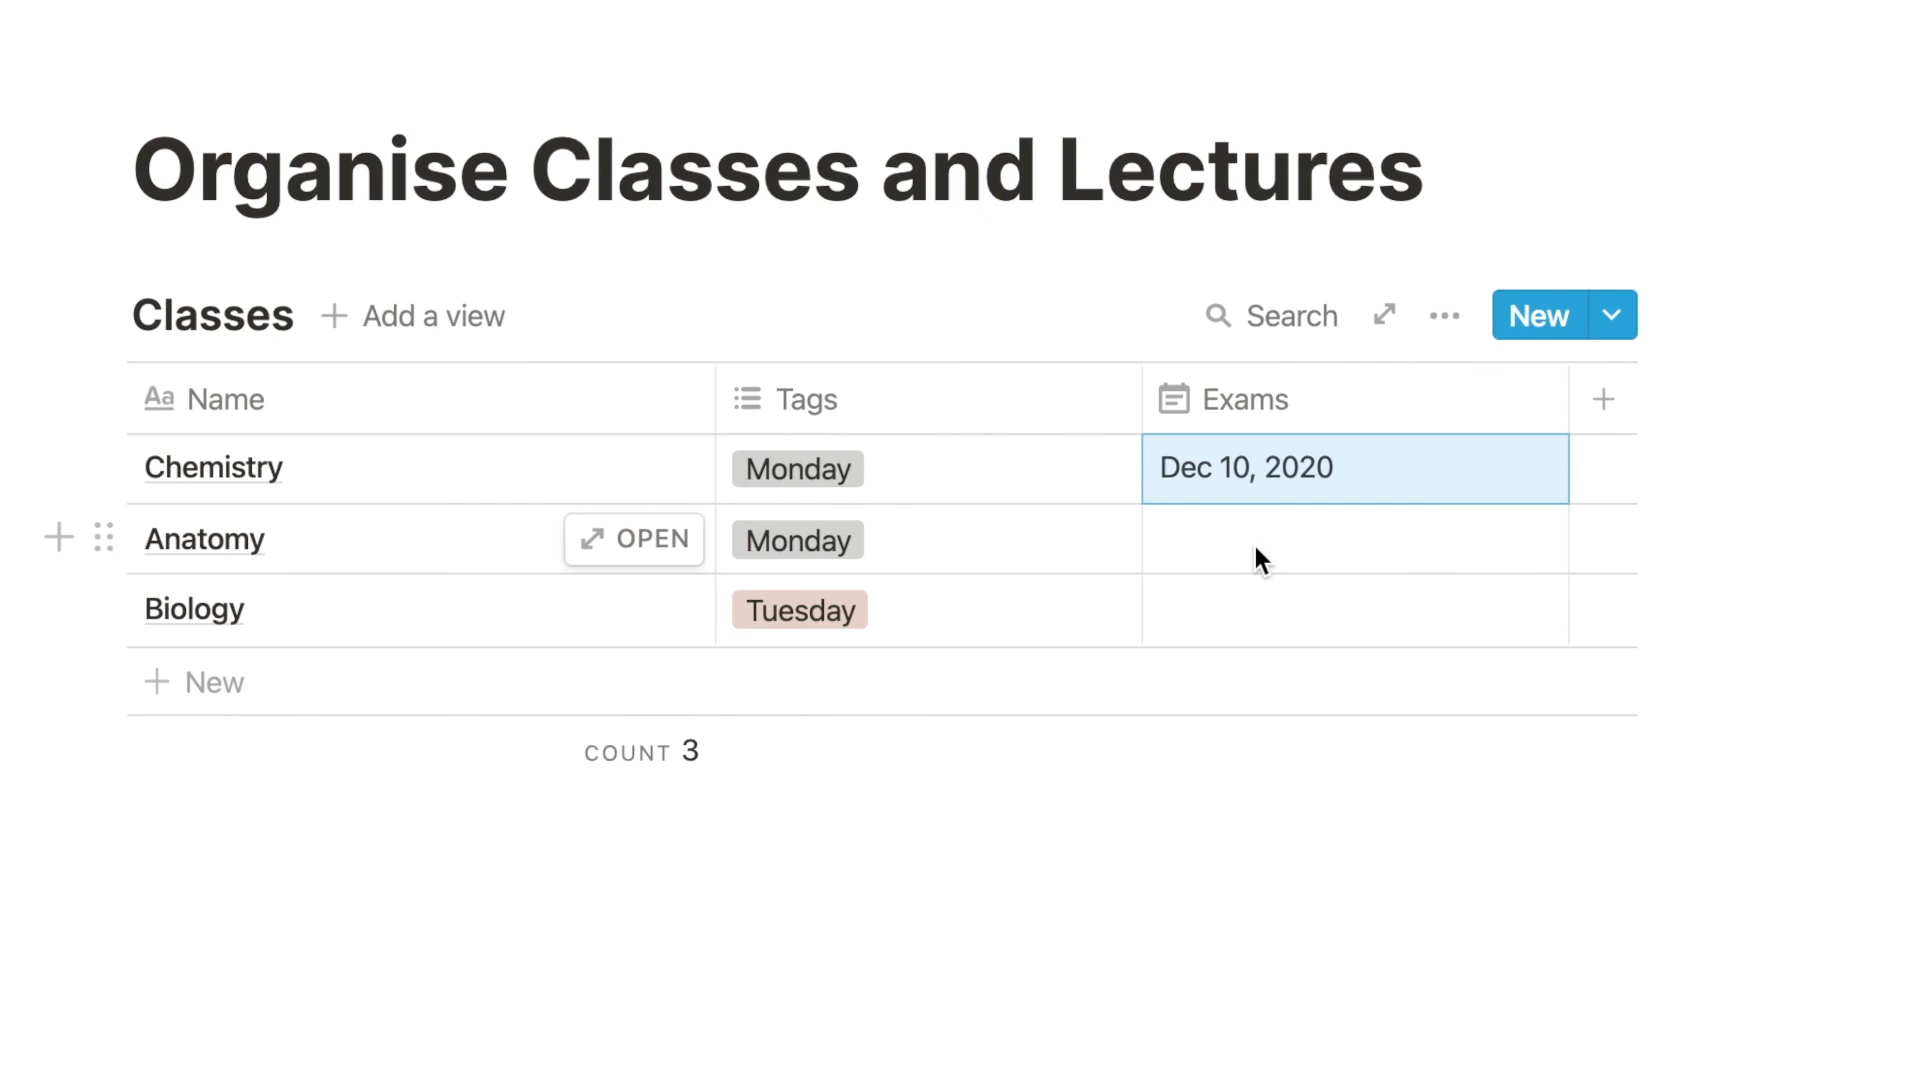 Organise Classes and Lectures
Classes Add a view Search New
Aa Name Tags Exams
Chemistry Monday Dec 10, 2020
Anatomy OPEN Monday
Biology Tuesday
New
COUNT 3